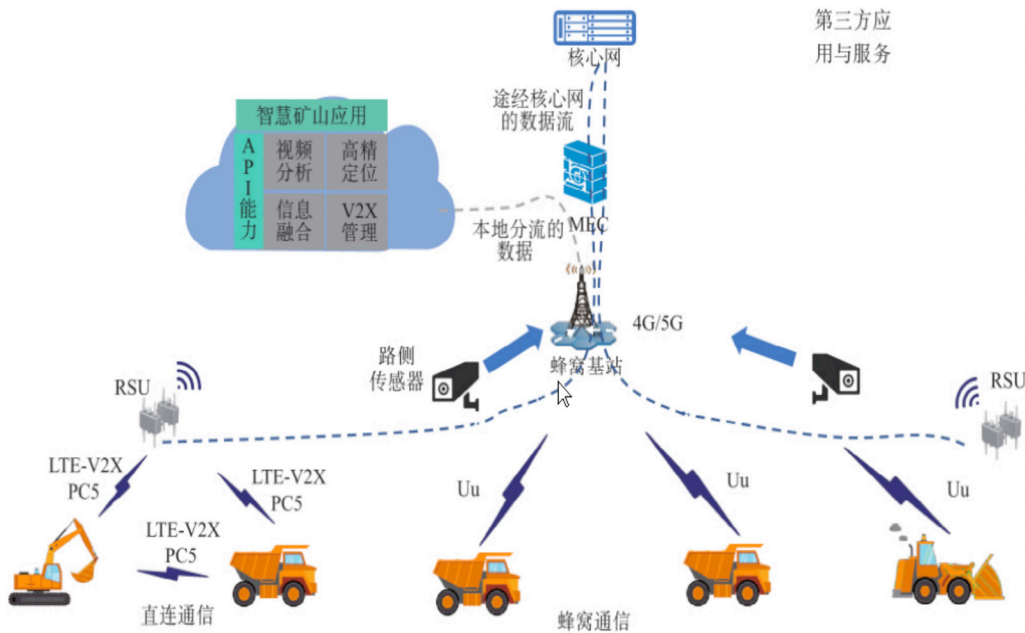 第三方应
用与服务
核心网
途经核心网
的数据流
智慧矿山应用
API能力
视频
分析
高精
定位
信息
融合
V2X
管理
MEC
本地分流的
数据
4G/5G
蜂窝基站
路侧
传感器
RSU
RSU
LTE-V2X
PC5
LTE-V2X
PC5
LTE-V2X
PC5
Uu
Uu
Uu
直连通信
蜂窝通信